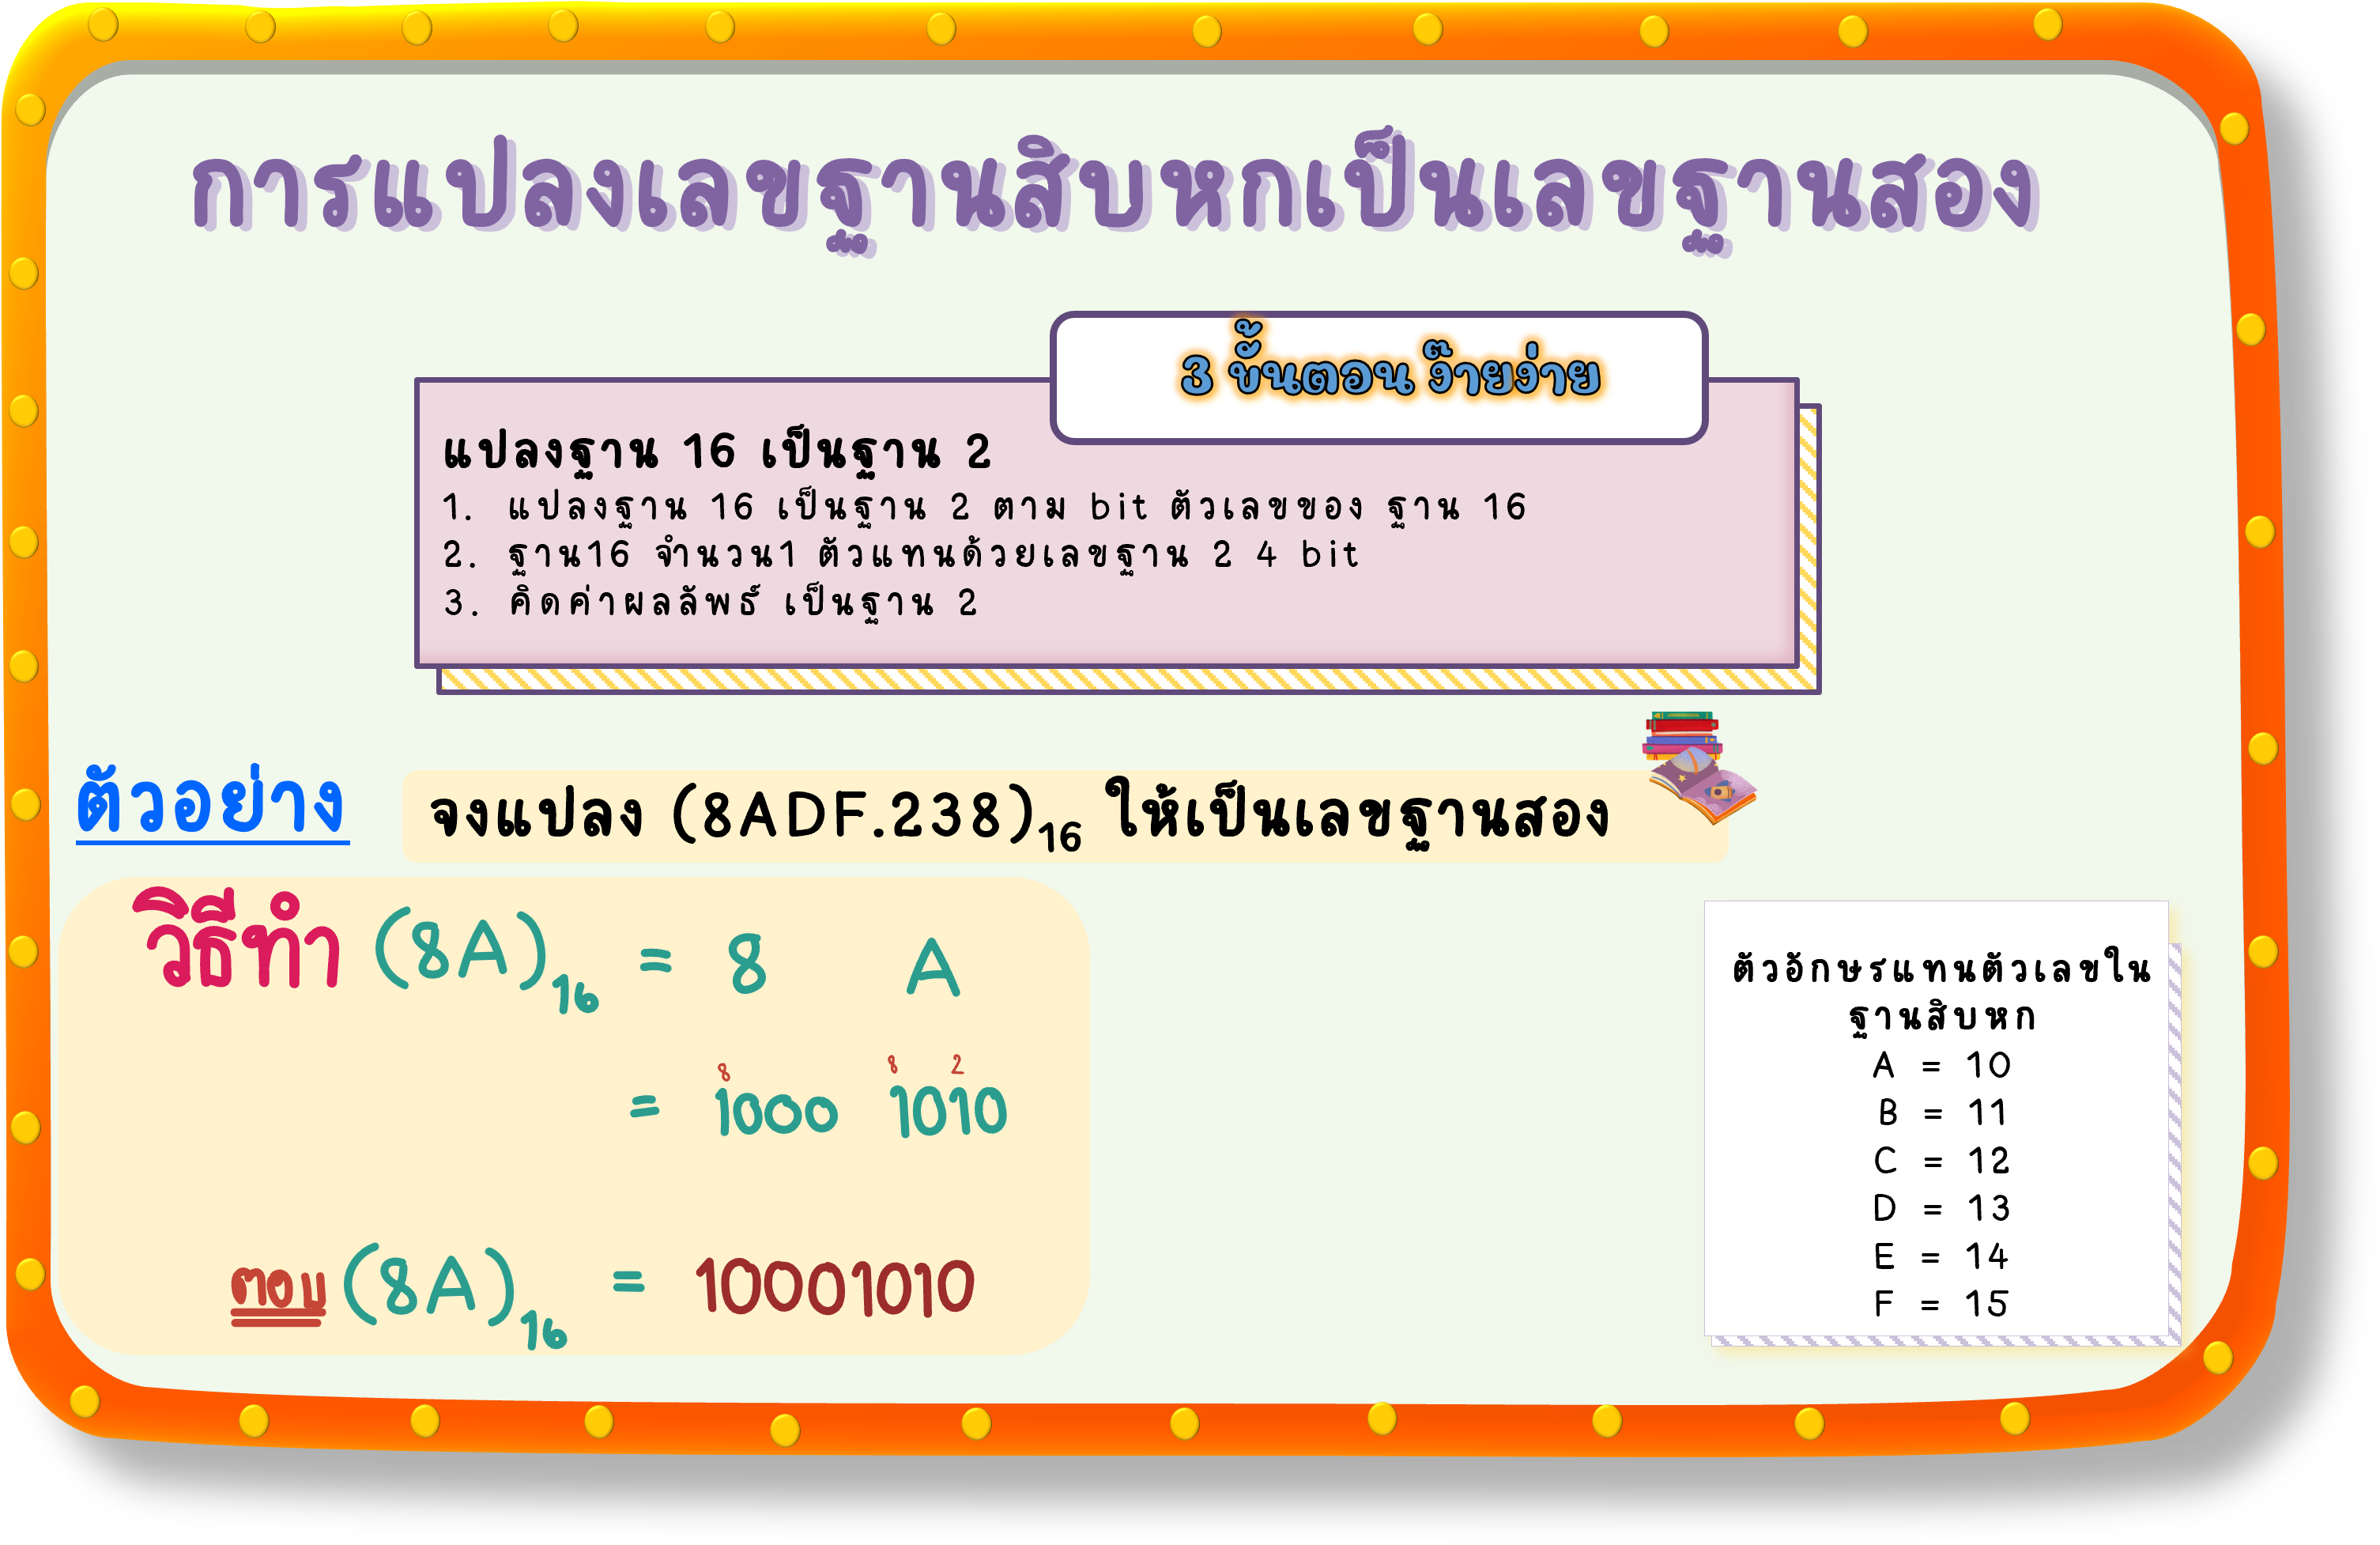 การแปลงเลขฐานสิบหกเป็นเลขฐานสอง
3 ขั้นตอน ง๊ายง่าย
แปลงฐาน 16 เป็นฐาน 2
1. แปลงฐาน 16 เป็นฐาน 2 ตาม bit ตัวเลขของ ฐาน 16
2. ฐาน16 จำนวน1 ตัวแทนด้วยเลขฐาน 2 4 bit
3. คิดค่าผลลัพธ์ เป็นฐาน 2
ตัวอย่าง จงแปลง (8ADF.238)₁₆ ให้เป็นเลขฐานสอง
วิธีทำ (8A)₁₆ = 8 A
8 8 2
= 1000 1010
ตอบ (8A)₁₆ = 10001010
ตัวอักษรแทนตัวเลขใน
ฐานสิบหก
A = 10
B = 11
C = 12
D = 13
E = 14
F = 15